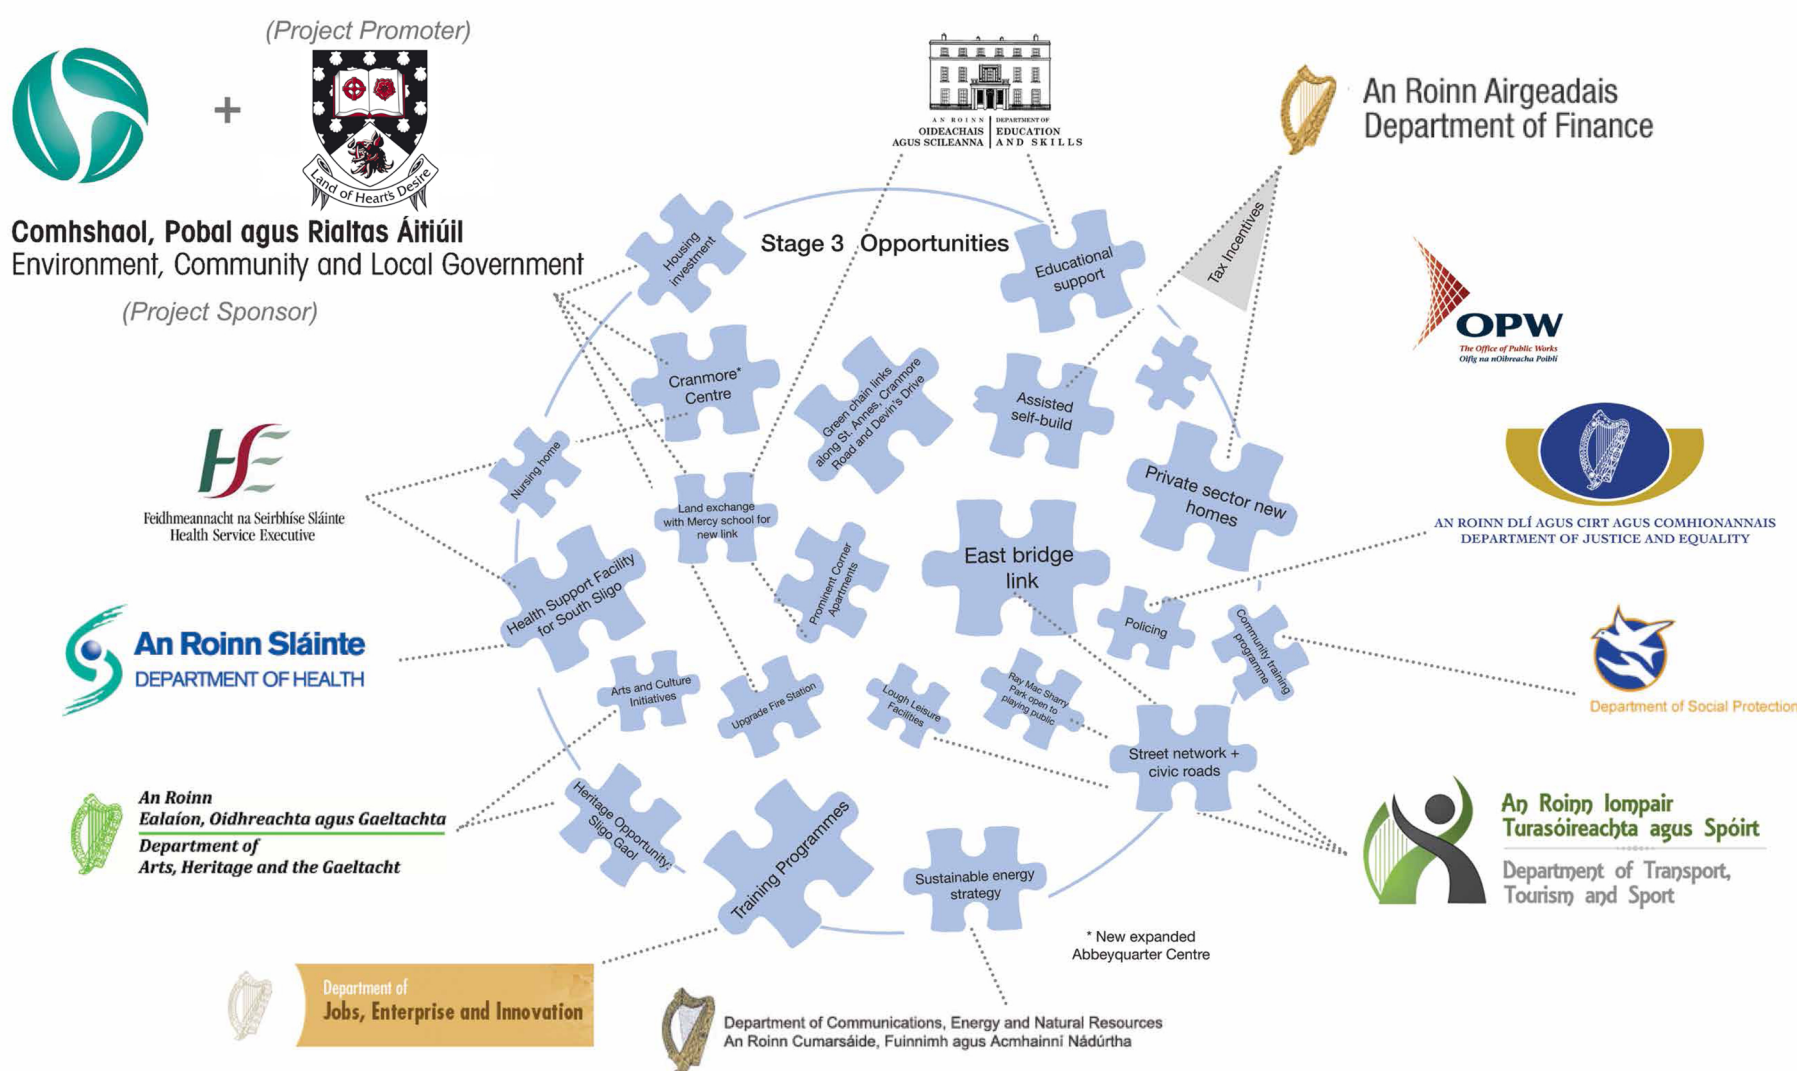 (Project Promoter)
+
Land of Heart's Desire
Comhshaol, Pobal agus Rialtas Áitiúil
Environment, Community and Local Government
(Project Sponsor)
AN ROINN
OIDEACHAIS
AGUS SCILEANNA
DEPARTMENT OF
EDUCATION
AND SKILLS
An Roinn Airgeadais
Department of Finance
Tax Incentives
OPW
The Office of Public Works
Oifig na nOibreacha Poiblí
AN ROINN DLÍ AGUS CIRT AGUS COMHIONANNAIS
DEPARTMENT OF JUSTICE AND EQUALITY
Department of Social Protection
An Roinn Iompair
Turasóireachta agus Spóirt
Department of Transport,
Tourism and Sport
HSE
Feidhmeannacht na Seirbhíse Sláinte
Health Service Executive
An Roinn Sláinte
DEPARTMENT OF HEALTH
An Roinn
Ealaíon, Oidhreachta agus Gaeltachta
Department of
Arts, Heritage and the Gaeltacht
Department of
Jobs, Enterprise and Innovation
Department of Communications, Energy and Natural Resources
An Roinn Cumarsáide, Fuinnimh agus Acmhainní Nádúrtha
Stage 3 Opportunities
Housing
investment
Educational
support
Cranmore*
Centre
Green chain links
along St. Annes, Cranmore
Road and Devin's Drive
Assisted
self-build
Nursing home
Land exchange
with Mercy school for
new link
Private sector new
homes
East bridge
link
Prominent Corner
Apartments
Health Support Facility
for South Sligo
Policing
Community training
programme
Arts and Culture
Initiatives
Upgrade Fire Station
Lough Leisure
Facilities
Ray Mac Sharry
Park open to
playing public
Street network +
civic roads
Heritage Opportunity:
Sligo Gaol
Training Programmes
Sustainable energy
strategy
* New expanded
Abbeyquarter Centre